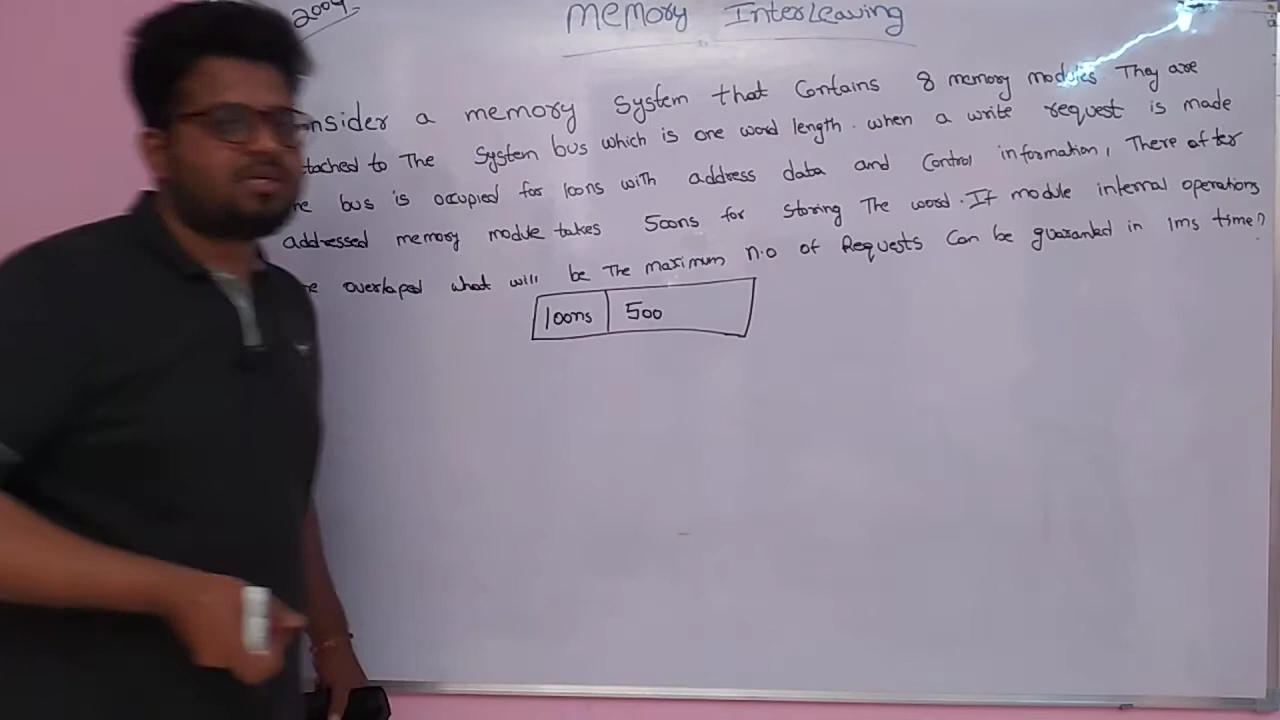 2009
Memory Interleaving
nsider a memory System that Contains 8 memory modules They are
tached to The System bus which is one word length. when a write request is made
he bus is occupied for 100ns with address data and Control information, There after
addressed memory module takes 500ns for storing The word. If module internal operations
e overlaped what will be The maximum n.o of Requests Can be guaranted in 1ms time?
100ns 500